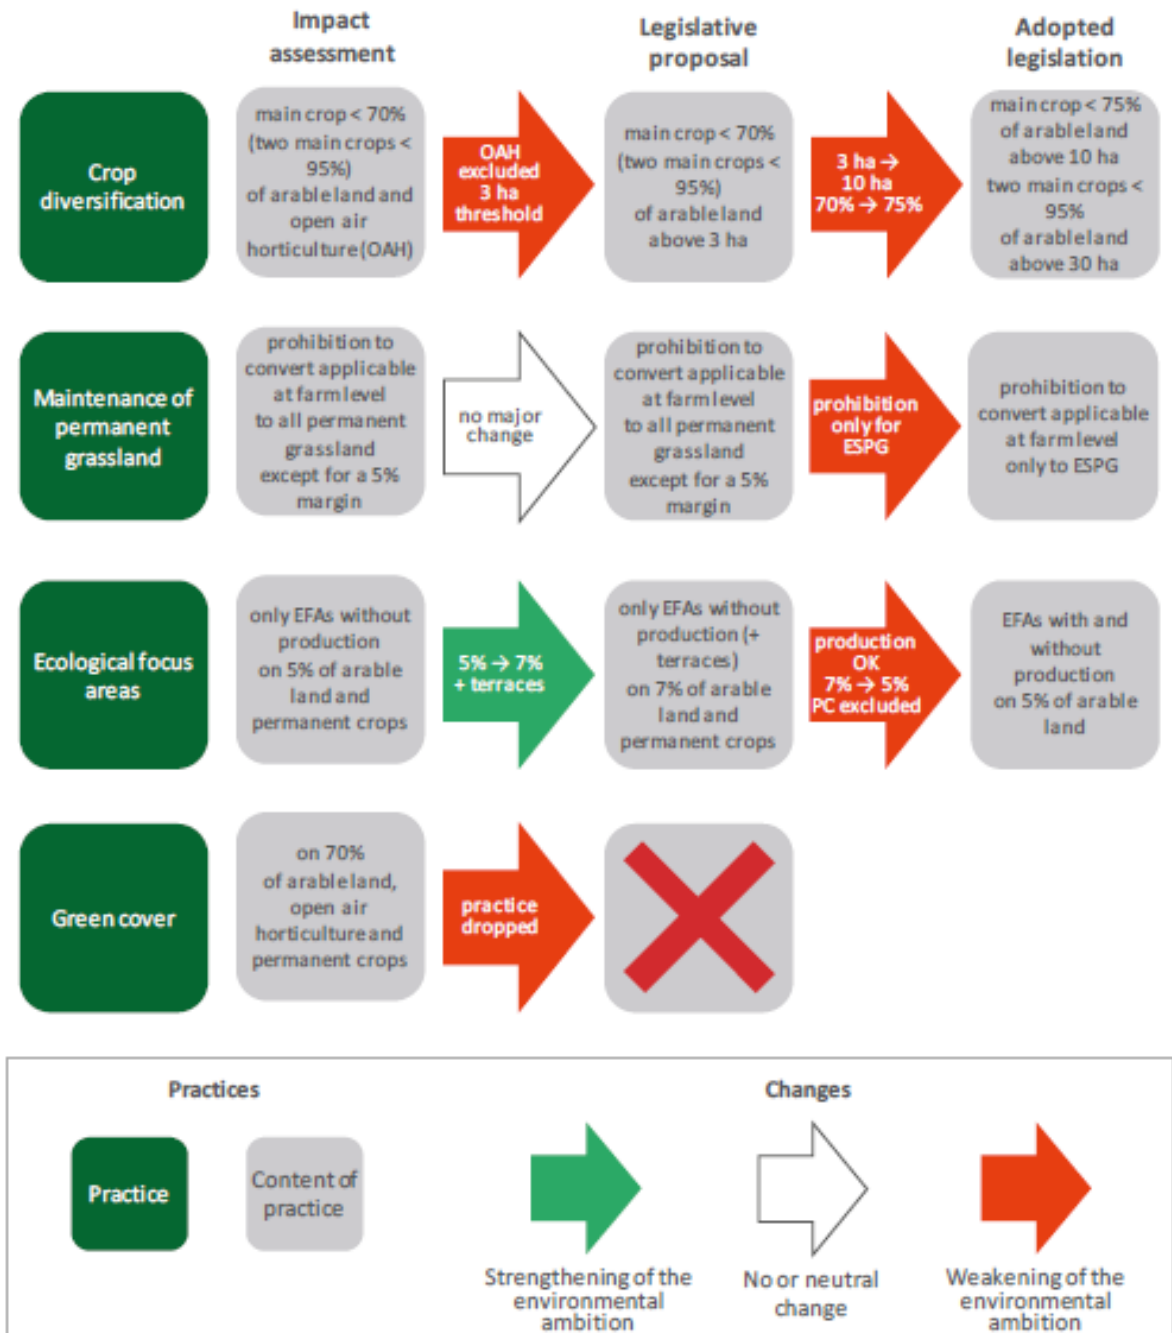 Impact
assessment
Legislative
proposal
Adopted
legislation
Crop
diversification
main crop < 70%
(two main crops <
95%)
of arable land and
open air
horticulture (OAH)
OAH
excluded
3 ha
threshold
main crop < 70%
(two main crops <
95%)
of arable land
above 3 ha
3 ha →
10 ha
70% → 75%
main crop < 75%
of arable land
above 10 ha
two main crops <
95%
of arable land
above 30 ha
Maintenance of
permanent
grassland
prohibition to
convert applicable
at farm level
to all permanent
grassland
except for a 5%
margin
no major
change
prohibition to
convert applicable
at farm level
to all permanent
grassland
except for a 5%
margin
prohibition
only for
ESPG
prohibition to
convert applicable
at farm level
only to ESPG
Ecological focus
areas
only EFAs without
production
on 5% of arable
land and
permanent crops
5% → 7%
+ terraces
only EFAs without
production (+
terraces)
on 7% of arable
land and
permanent crops
production
OK
7% → 5%
PC excluded
EFAs with and
without
production
on 5% of arable
land
Green cover
on 70%
of arable land,
open air
horticulture and
permanent crops
practice
dropped
Practices
Changes
Practice
Content of
practice
Strengthening of the
environmental
ambition
No or neutral
change
Weakening of the
environmental
ambition